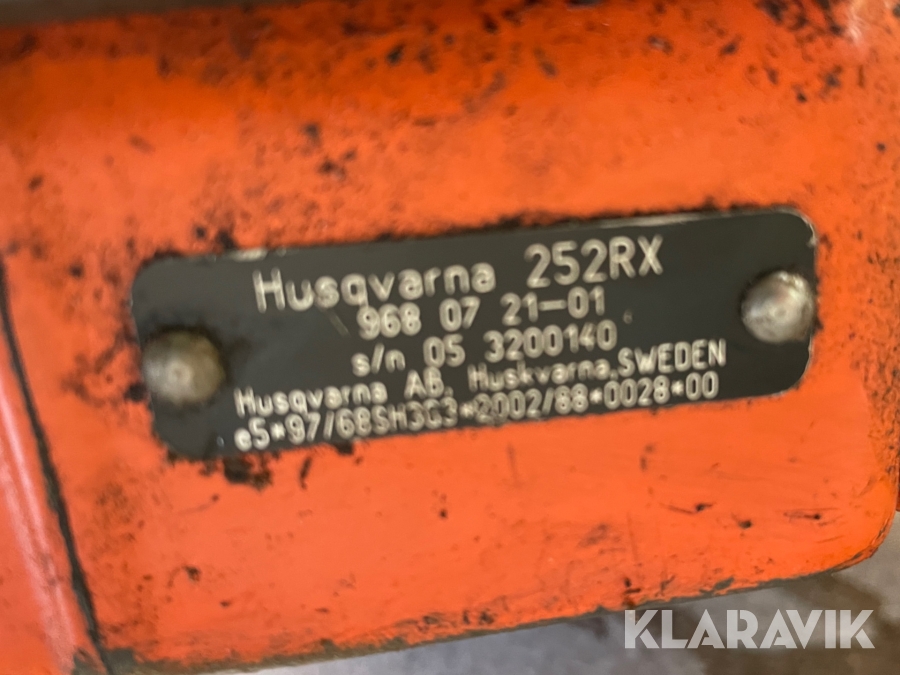 Husqvarna 252RX
968 07 21-01
s/n 05 3200140
Husqvarna AB. Huskvarna.SWEDEN
e5*97/68SH3G3*2002/88*0028*00
KLARAVIK